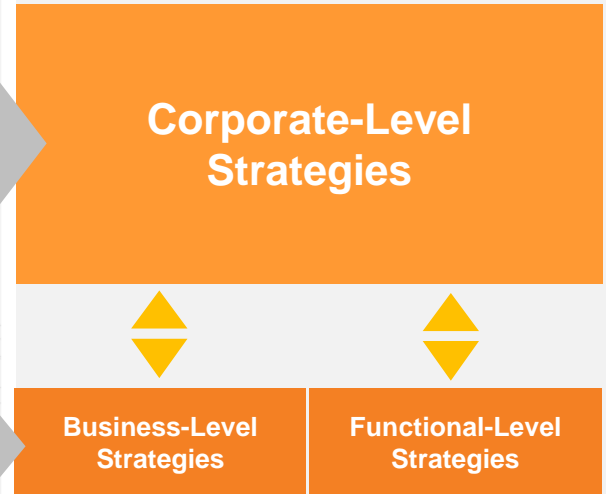 Corporate-Level
Strategies
Business-Level
Strategies
Functional-Level
Strategies